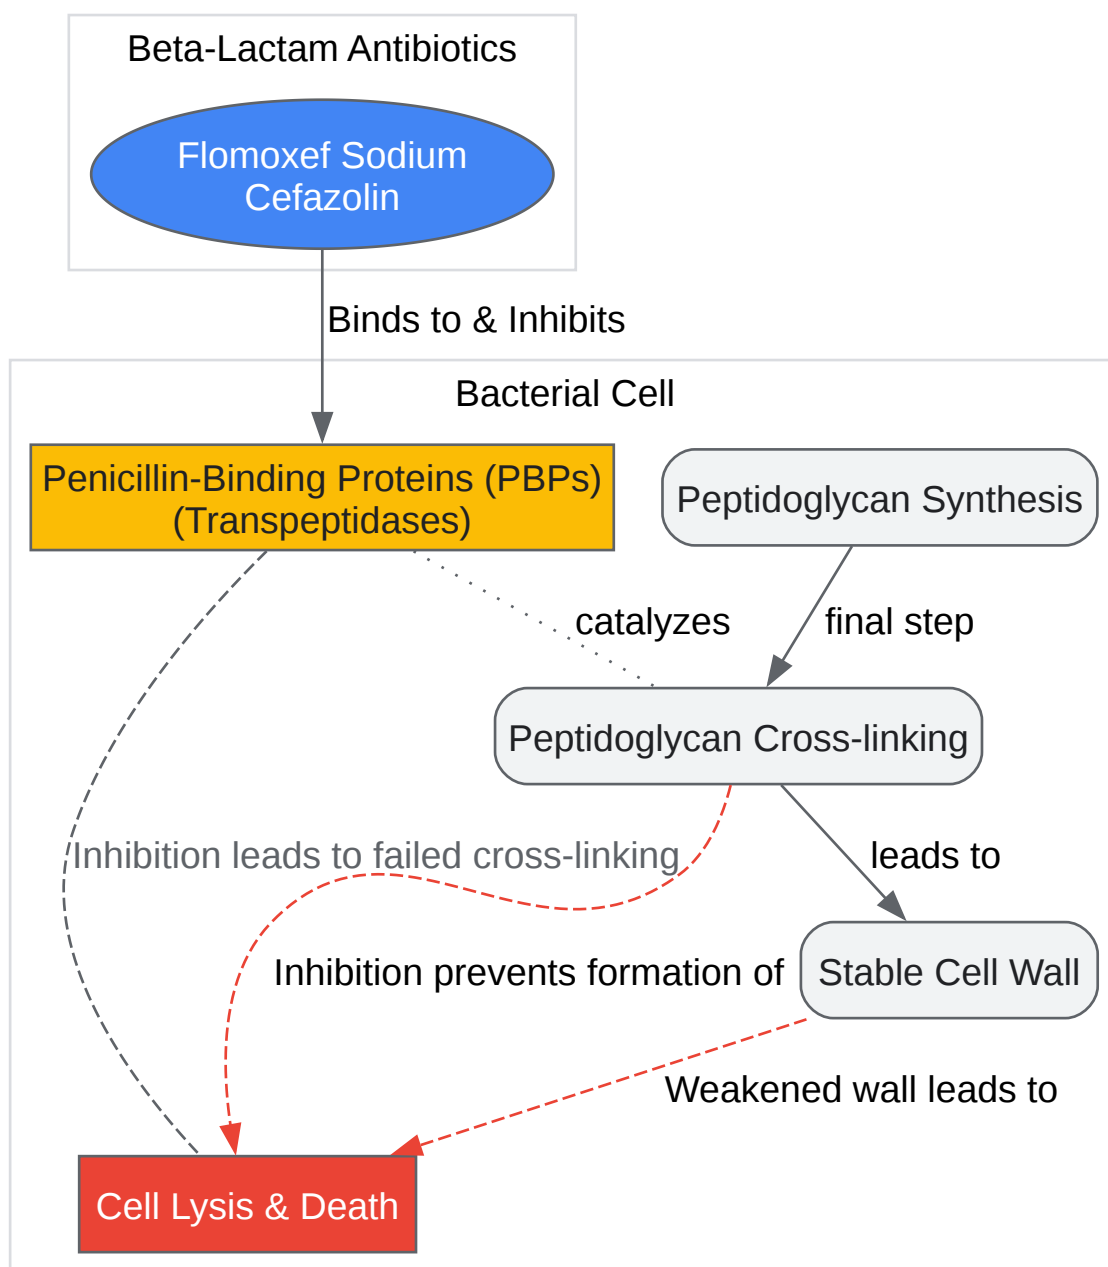 Beta-Lactam Antibiotics
Flomoxef Sodium
Cefazolin
Binds to & Inhibits
Bacterial Cell
Penicillin-Binding Proteins (PBPs)
(Transpeptidases)
Peptidoglycan Synthesis
catalyzes
final step
Peptidoglycan Cross-linking
Inhibition leads to failed cross-linking
leads to
Inhibition prevents formation of
Stable Cell Wall
Weakened wall leads to
Cell Lysis & Death